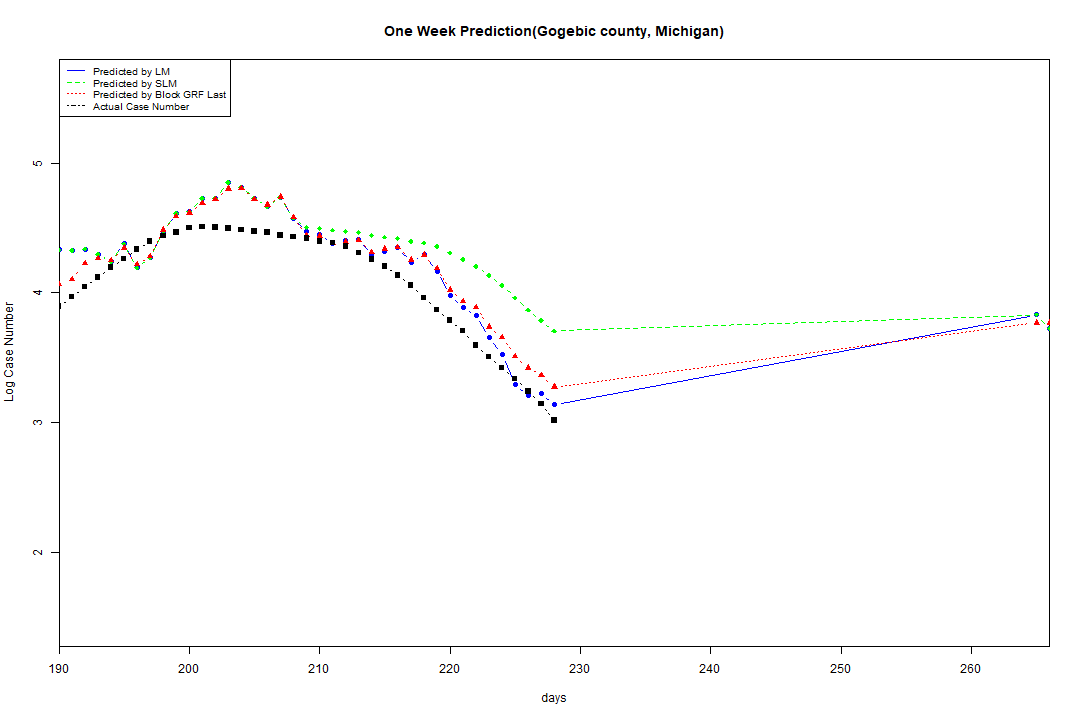 One Week Prediction(Gogebic county, Michigan)
Predicted by LM
Predicted by SLM
Predicted by Block GRF Last
Actual Case Number
5
4
3
2
Log Case Number
190 200 210 220 230 240 250 260
days